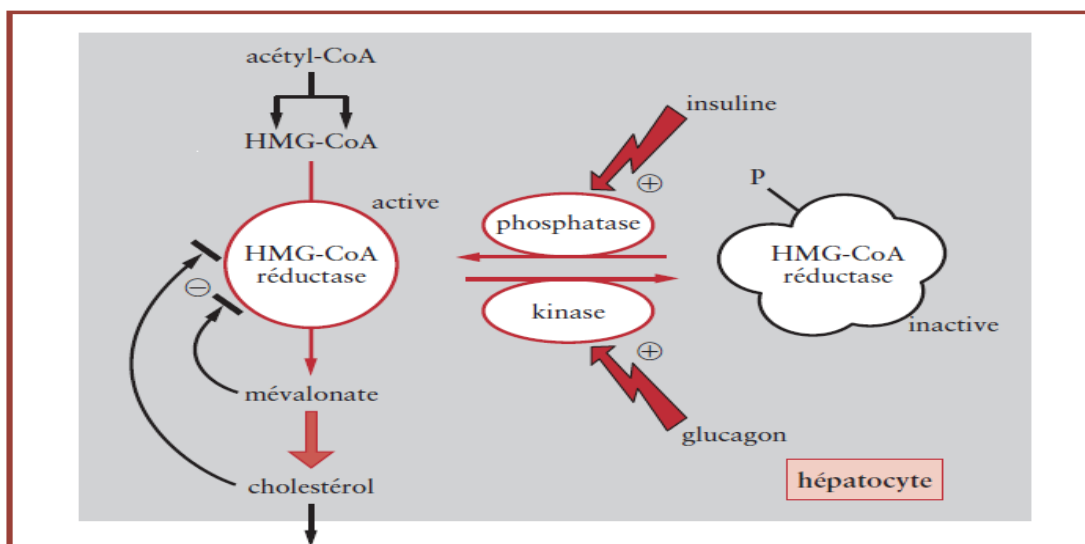 acétyl-CoA
HMG-CoA
active
HMG-CoA
réductase
⊖
mévalonate
cholestérol
insuline
⊕
phosphatase
kinase
⊕
glucagon
P
HMG-CoA
réductase
inactive
hépatocyte